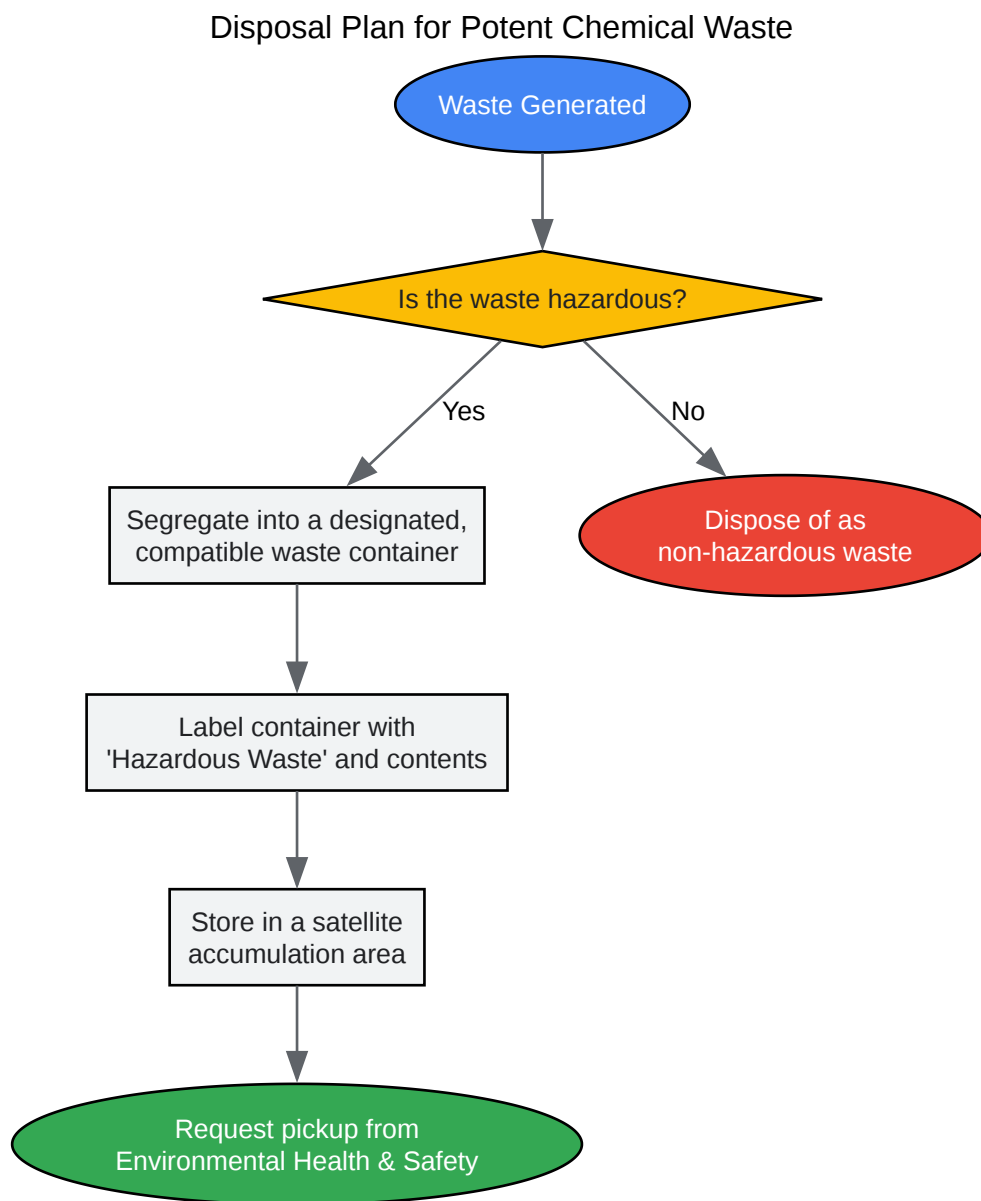 Disposal Plan for Potent Chemical Waste
Waste Generated
Is the waste hazardous?
Yes
No
Segregate into a designated,
compatible waste container
Dispose of as
non-hazardous waste
Label container with
'Hazardous Waste' and contents
Store in a satellite
accumulation area
Request pickup from
Environmental Health & Safety